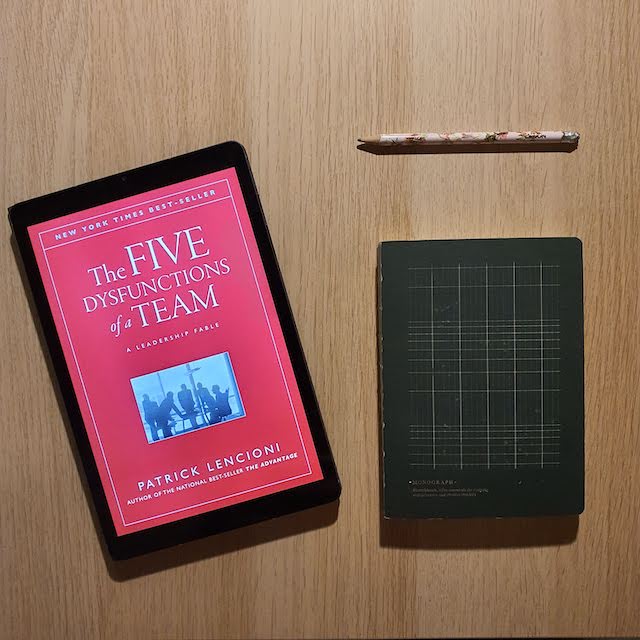 NEW YORK TIMES BEST-SELLER
The FIVE
DYSFUNCTIONS
of a TEAM
A LEADERSHIP FABLE
PATRICK LENCIONI
AUTHOR OF THE NATIONAL BEST-SELLER THE ADVANTAGE
MONOGRAPH